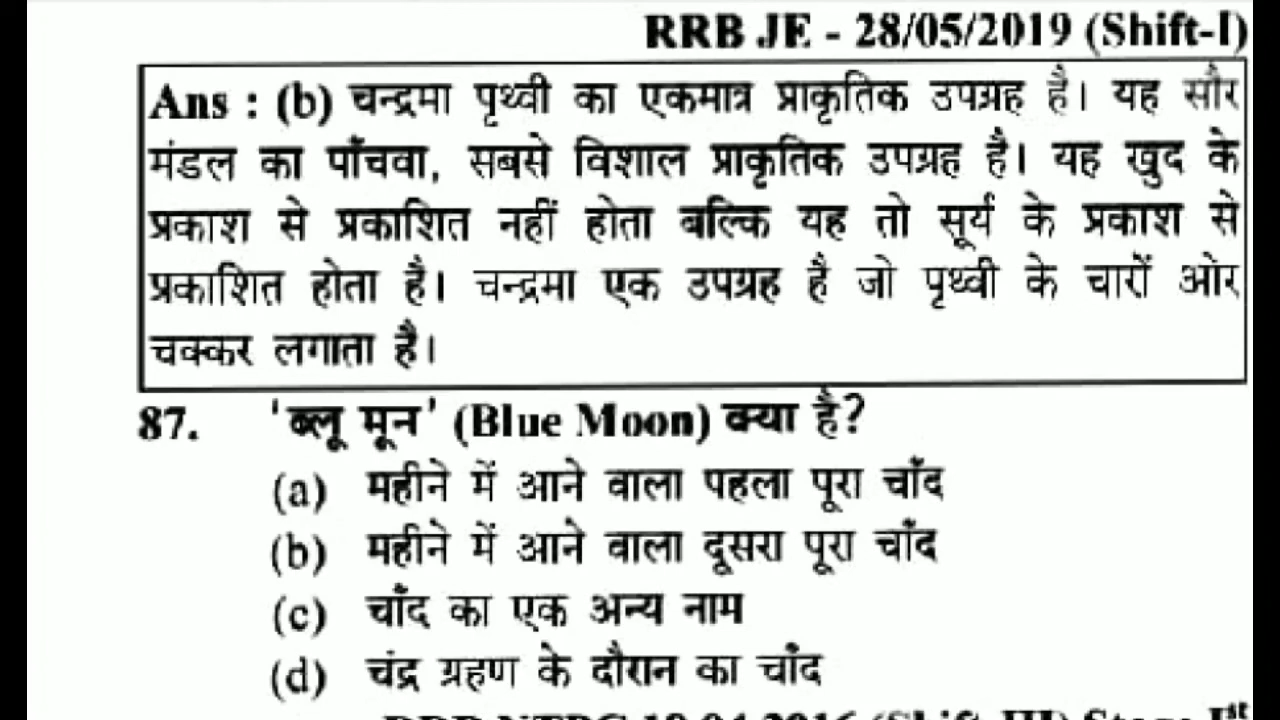 RRB JE - 28/05/2019 (Shift-I)
Ans : (b) चन्द्रमा पृथ्वी का एकमात्र प्राकृतिक उपग्रह है। यह सौर
मंडल का पाँचवा, सबसे विशाल प्राकृतिक उपग्रह है। यह खुद के
प्रकाश से प्रकाशित नहीं होता बल्कि यह तो सूर्य के प्रकाश से
प्रकाशित होता है। चन्द्रमा एक उपग्रह है जो पृथ्वी के चारों ओर
चक्कर लगाता है।
87. 'ब्लू मून' (Blue Moon) क्या है?
(a) महीने में आने वाला पहला पूरा चाँद
(b) महीने में आने वाला दूसरा पूरा चाँद
(c) चाँद का एक अन्य नाम
(d) चंद्र ग्रहण के दौरान का चाँद